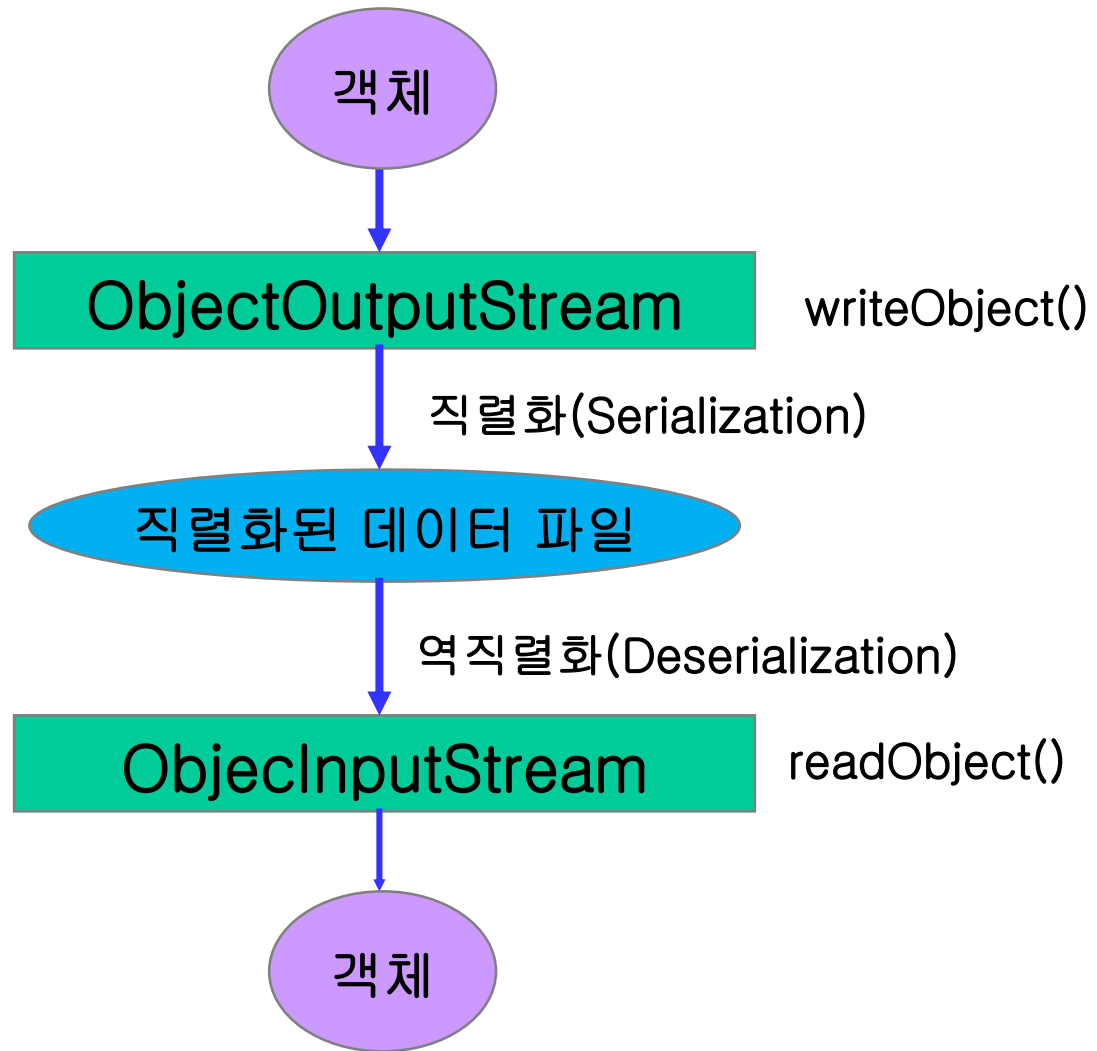 객체
ObjectOutputStream
writeObject()
직렬화(Serialization)
직렬화된 데이터 파일
역직렬화(Deserialization)
ObjecInputStream
readObject()
객체